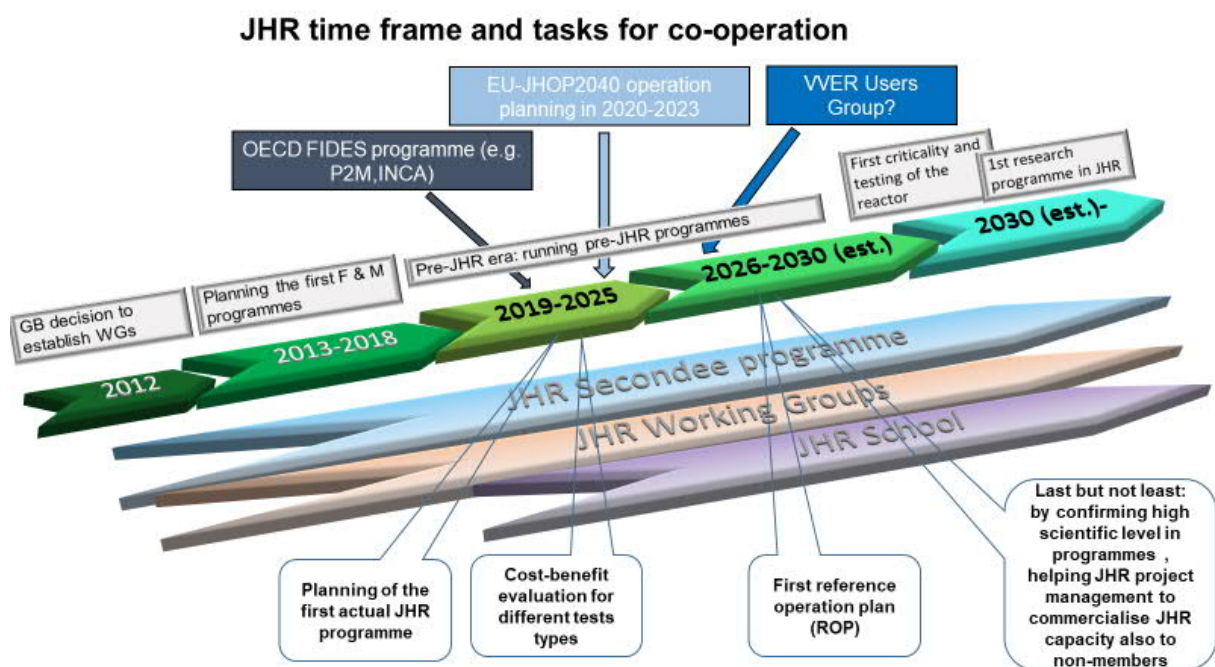 JHR time frame and tasks for co-operation
EU-JHOP2040 operation
planning in 2020-2023
VVER Users
Group?
OECD FIDES programme (e.g.
P2M,INCA)
First criticality and
testing of the
reactor
1st research
programme in JHR
Pre-JHR era: running pre-JHR programmes
Planning the first F & M
programmes
GB decision to
establish WGs
2012
2013-2018
2019-2025
2026-2030 (est.)
2030 (est.)-
JHR Secondee programme
JHR Working Groups
JHR School
Planning of the
first actual JHR
programme
Cost-benefit
evaluation for
different tests
types
First reference
operation plan
(ROP)
Last but not least:
by confirming high
scientific level in
programmes ,
helping JHR project
management to
commercialise JHR
capacity also to
non-members